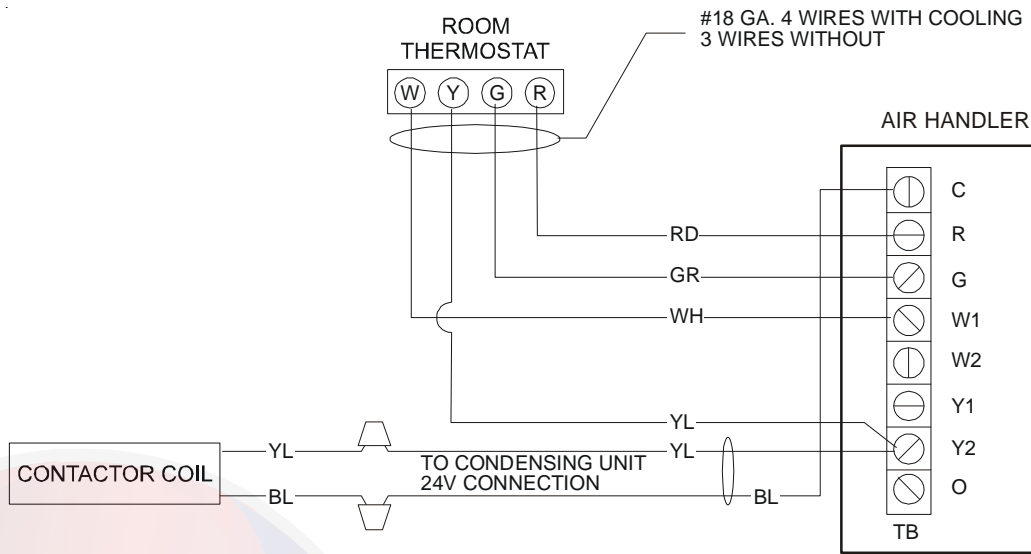 #18 GA. 4 WIRES WITH COOLING
3 WIRES WITHOUT
ROOM
THERMOSTAT
W Y G R
AIR HANDLER
C
RD R
GR G
WH W1
W2
Y1
YL
YL YL Y2
CONTACTOR COIL
TO CONDENSING UNIT
24V CONNECTION
BL BL O
TB